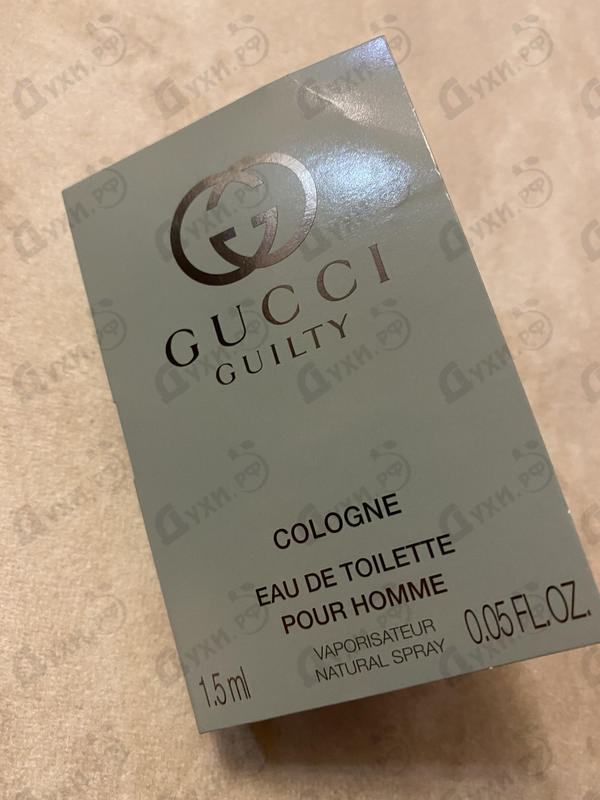 GUCCI
GUILTY
COLOGNE
EAU DE TOILETTE
POUR HOMME
VAPORISATEUR
NATURAL SPRAY
1.5 ml
0.05 FL.OZ.
Духи.рф